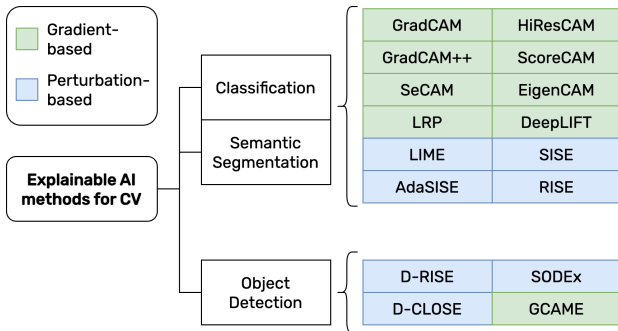 Gradient-
based
Perturbation-
based
Explainable AI
methods for CV
Classification
Semantic
Segmentation
Object
Detection
GradCAM HiResCAM
GradCAM++ ScoreCAM
SeCAM EigenCAM
LRP DeepLIFT
LIME SISE
AdaSISE RISE
D-RISE SODEx
D-CLOSE GCAME